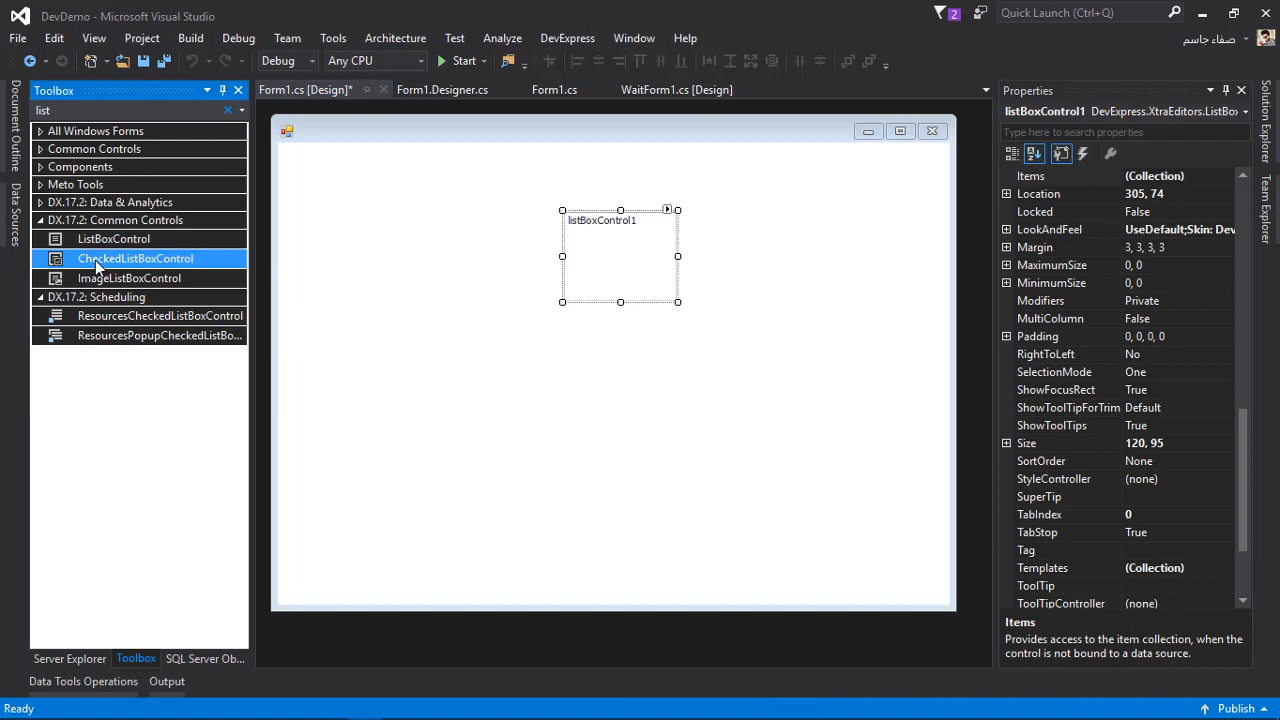 DevDemo - Microsoft Visual Studio
2
Quick Launch (Ctrl+Q)
File Edit View Project Build Debug Team Tools Architecture Test Analyze DevExpress Window Help
صفاء جاسم
Debug Any CPU Start
Toolbox
list
All Windows Forms
Common Controls
Components
Meto Tools
DX.17.2: Data & Analytics
DX.17.2: Common Controls
ListBoxControl
CheckedListBoxControl
ImageListBoxControl
DX.17.2: Scheduling
ResourcesCheckedListBoxControl
ResourcesPopupCheckedListBo...
Server Explorer Toolbox SQL Server Ob...
Data Tools Operations Output
Document Outline
Data Sources
Form1.cs [Design]* Form1.Designer.cs Form1.cs WaitForm1.cs [Design]
listBoxControl1
Properties
listBoxControl1 DevExpress.XtraEditors.ListBo
Type here to search properties
Items (Collection)
Location 305, 74
Locked False
LookAndFeel UseDefault;Skin: Dev
Margin 3, 3, 3, 3
MaximumSize 0, 0
MinimumSize 0, 0
Modifiers Private
MultiColumn False
Padding 0, 0, 0, 0
RightToLeft No
SelectionMode One
ShowFocusRect True
ShowToolTipForTrim Default
ShowToolTips True
Size 120, 95
SortOrder None
StyleController (none)
SuperTip
TabIndex 0
TabStop True
Tag
Templates (Collection)
ToolTip
ToolTipController (none)
Items
Provides access to the item collection, when the
control is not bound to a data source.
Solution Explorer
Team Explorer
Ready
Publish